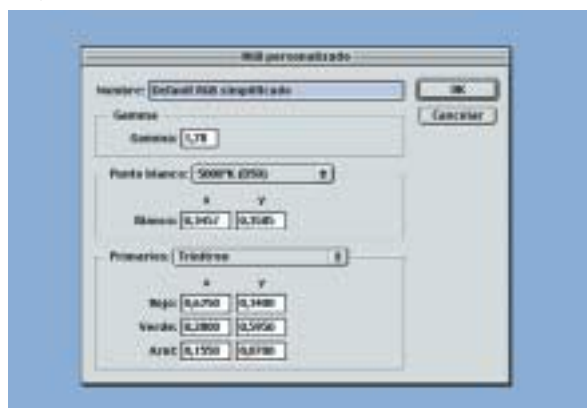 RGB personalizado
Nombre: Default RGB simplificado
OK
Cancelar
Gamma
Gamma: 1,78
Punto blanco: 5000°K (D50)
x y
Blanco: 0,3457 0,3585
Primarios: Trinitron
x y
Rojo: 0,6250 0,3400
Verde: 0,2800 0,5950
Azul: 0,1550 0,0700